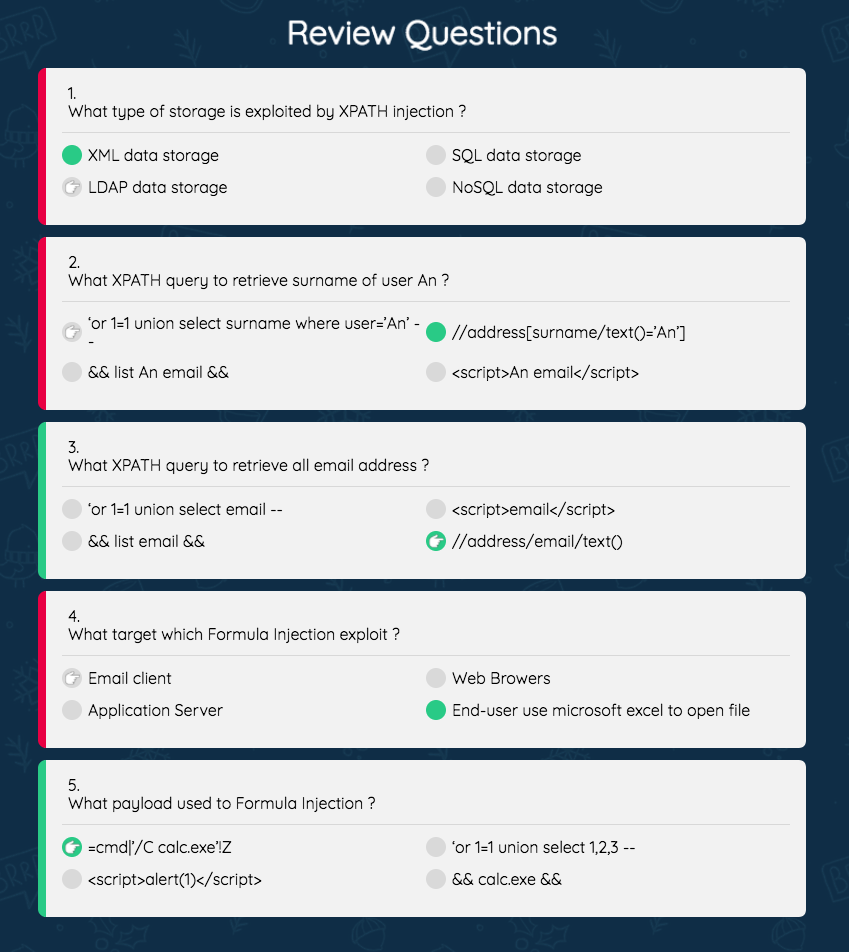 Review Questions
1.
What type of storage is exploited by XPATH injection ?
XML data storage
SQL data storage
LDAP data storage
NoSQL data storage
2.
What XPATH query to retrieve surname of user An ?
‘or 1=1 union select surname where user=’An’ -
-
//address[surname/text()=’An’]
&& list An email &&
<script>An email</script>
3.
What XPATH query to retrieve all email address ?
‘or 1=1 union select email --
<script>email</script>
&& list email &&
//address/email/text()
4.
What target which Formula Injection exploit ?
Email client
Web Browers
Application Server
End-user use microsoft excel to open file
5.
What payload used to Formula Injection ?
=cmd|’/C calc.exe’!Z
‘or 1=1 union select 1,2,3 --
<script>alert(1)</script>
&& calc.exe &&